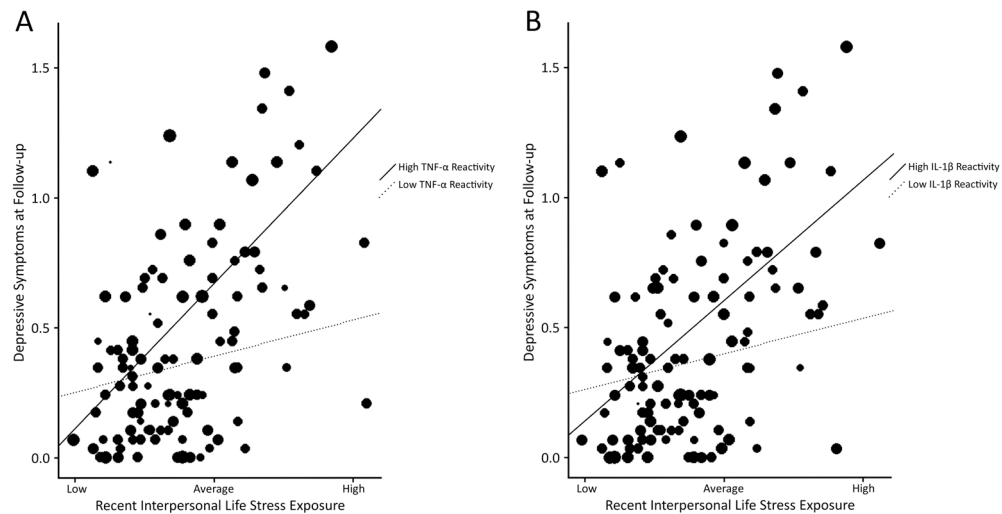 A
Depressive Symptoms at Follow-up
1.5
1.0
0.5
0.0
Low
Average
High
Recent Interpersonal Life Stress Exposure
High TNF-α Reactivity
Low TNF-α Reactivity
B
Depressive Symptoms at Follow-up
1.5
1.0
0.5
0.0
Low
Average
High
Recent Interpersonal Life Stress Exposure
High IL-1β Reactivity
Low IL-1β Reactivity